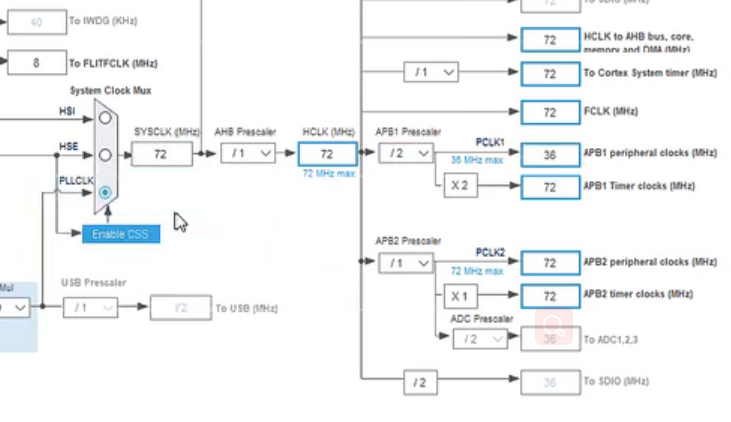 72 To SDIO (MHz)
40 To IWDG (KHz)
72 HCLK to AHB bus, core,
memory and DMA (MHz)
8 To FLITFCLK (MHz)
/ 1 72 To Cortex System timer (MHz)
System Clock Mux
HSI
72 FCLK (MHz)
SYSCLK (MHz) AHB Prescaler HCLK (MHz) APB1 Prescaler
HSE
PCLK1
72 / 1 72 / 2 36 APB1 peripheral clocks (MHz)
72 MHz max 36 MHz max
PLLCLK
X 2 72 APB1 Timer clocks (MHz)
Enable CSS
APB2 Prescaler
PCLK2
/ 1 72 APB2 peripheral clocks (MHz)
72 MHz max
Mul USB Prescaler
X 1 72 APB2 timer clocks (MHz)
/ 1 72 To USB (MHz)
ADC Prescaler
/ 2 36 To ADC1,2,3
/ 2 36 To SDIO (MHz)